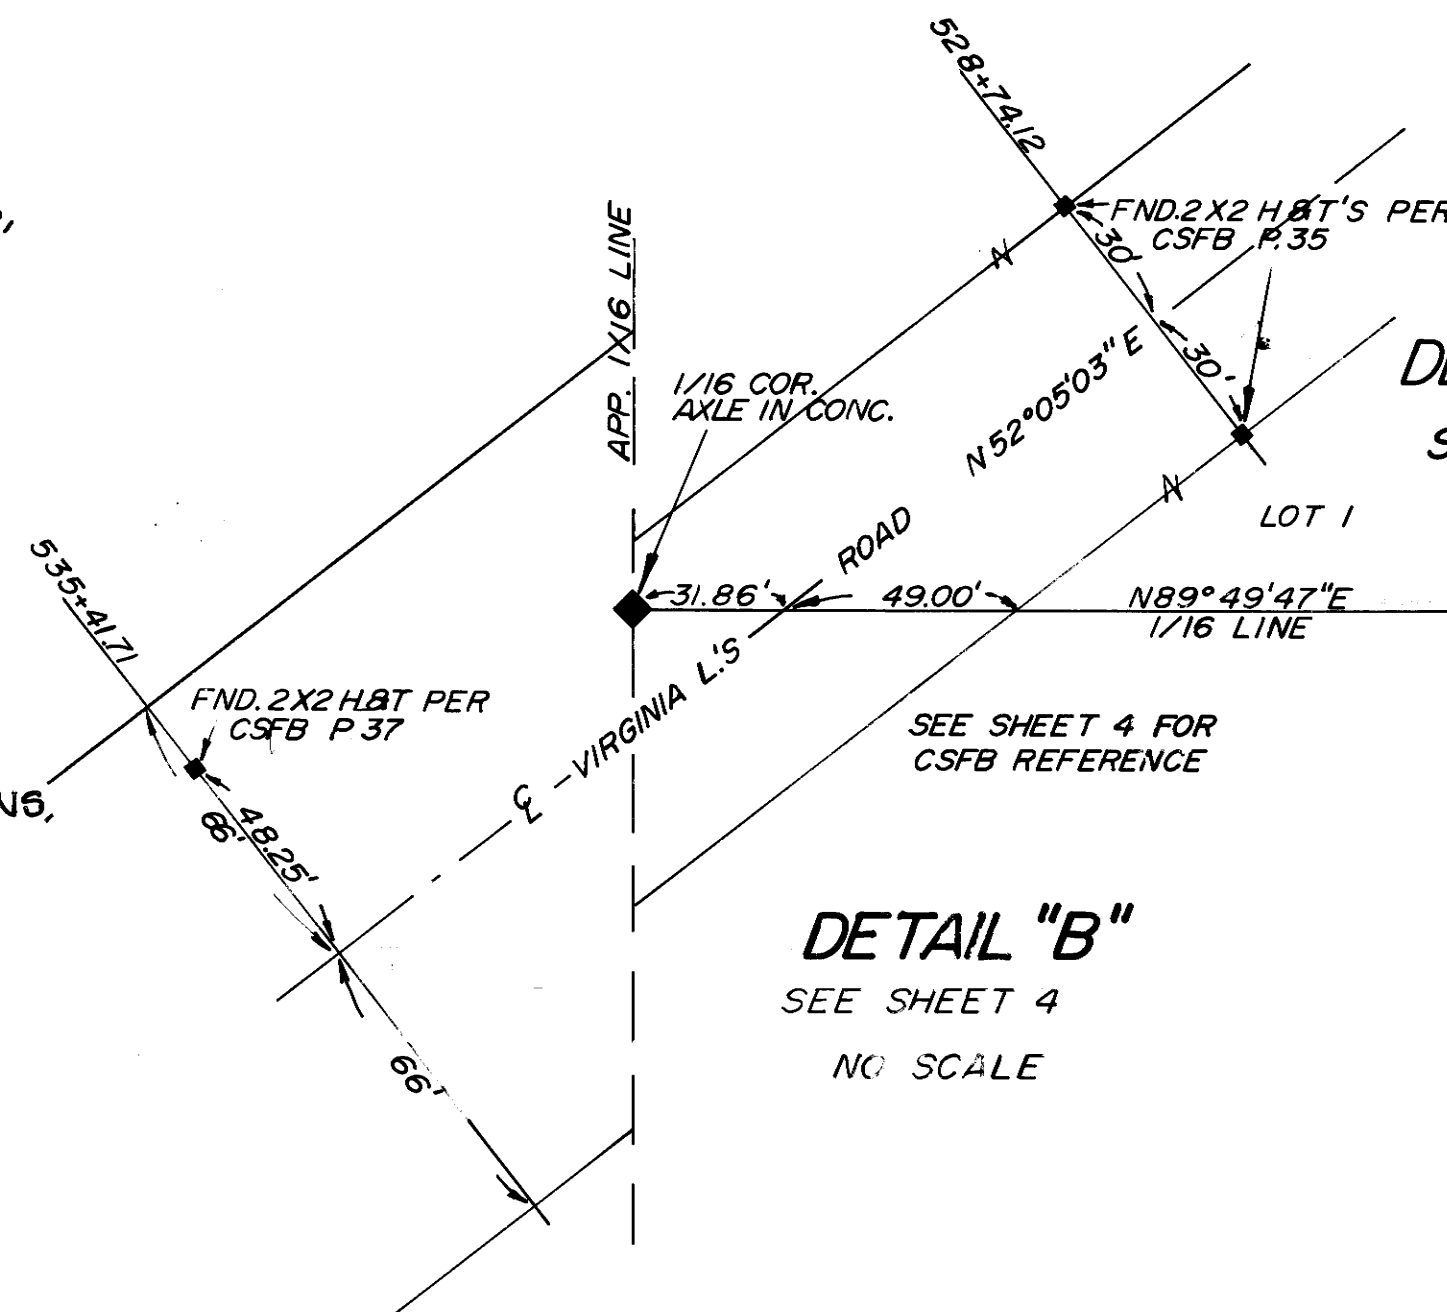 528+74.12
FND. 2X2 H&T'S PER
CSFB P.35
30'
30'
APP. 1X16 LINE
1/16 COR.
AXLE IN CONC.
N 52°05'03" E
N
N
LOT 1
535+41.71
31.86'
49.00'
N89°49'47"E
1/16 LINE
℄ VIRGINIA L.'S ROAD
FND. 2X2 H&T PER
CSFB P.37
SEE SHEET 4 FOR
CSFB REFERENCE
NS,
66'
48.25'
66'
DETAIL "B"
SEE SHEET 4
NO SCALE